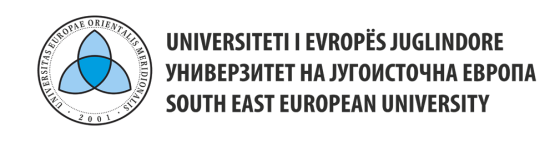 UNIVERSITAS EUROPAE ORIENTALIS MERIDIONALIS
· 2001 ·
UNIVERSITETI I EVROPËS JUGLINDORE
УНИВЕРЗИТЕТ НА ЈУГОИСТОЧНА ЕВРОПА
SOUTH EAST EUROPEAN UNIVERSITY